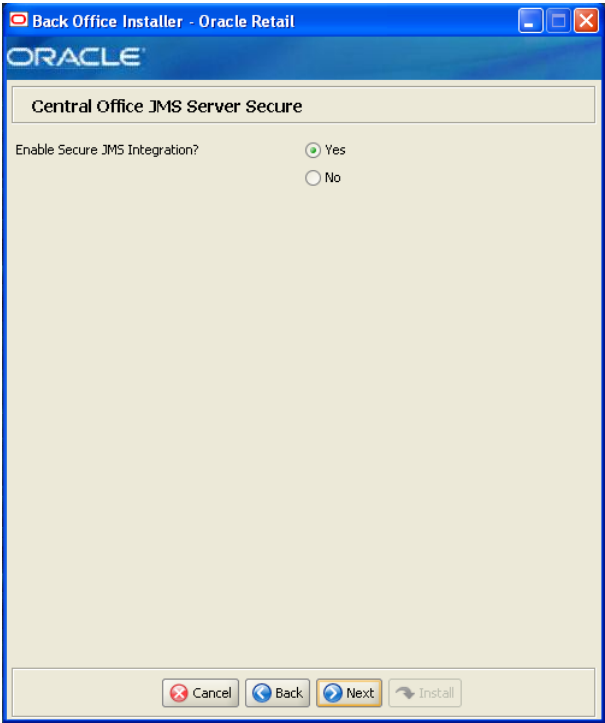 Back Office Installer - Oracle Retail
ORACLE
Central Office JMS Server Secure
Enable Secure JMS Integration? Yes
No
Cancel Back Next Install